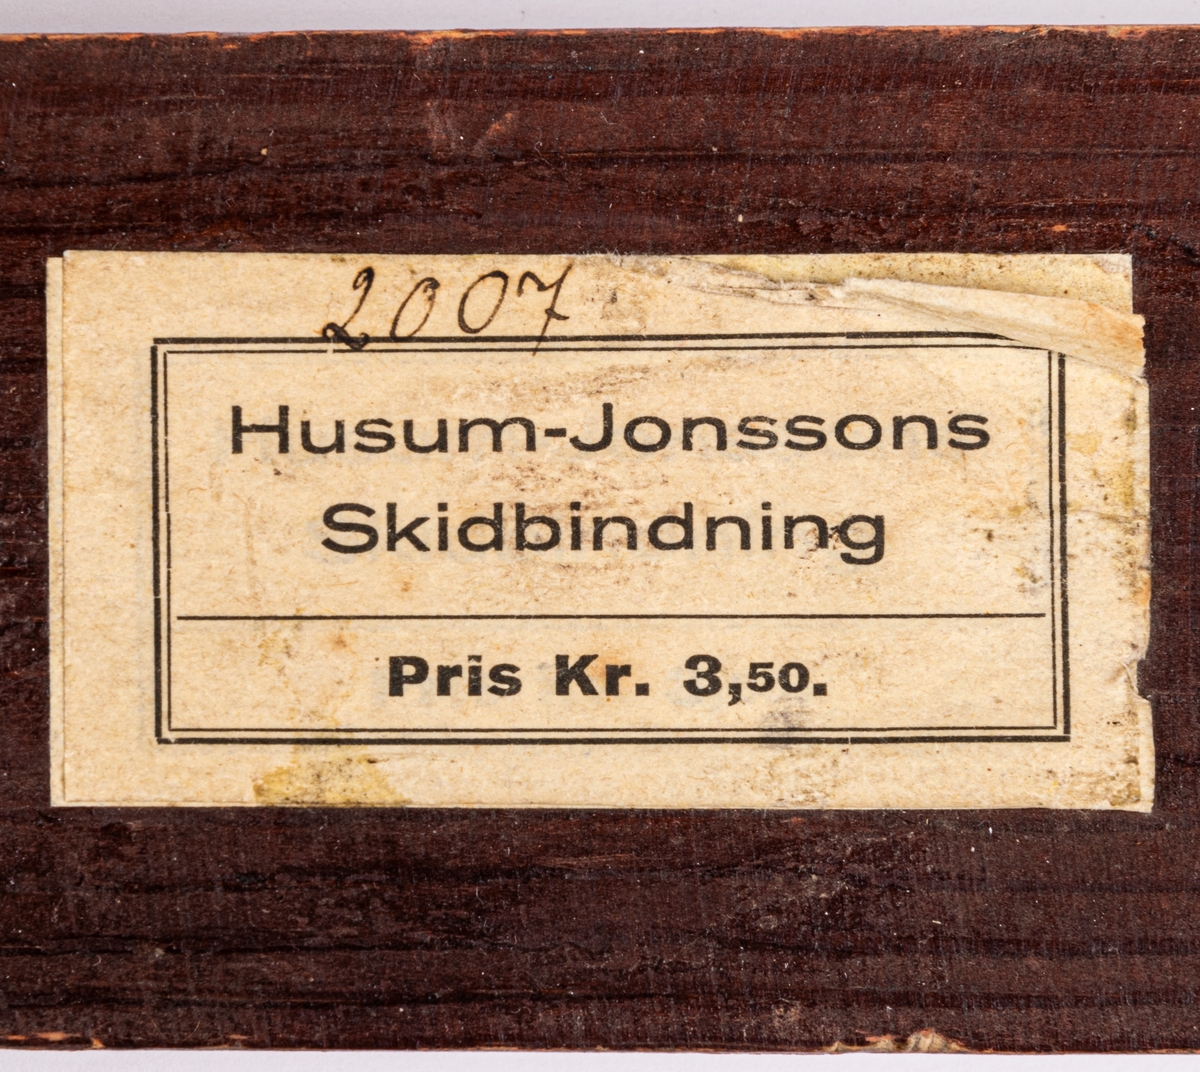 2007
Husum-Jonssons
Skidbindning
Pris Kr. 3,50.